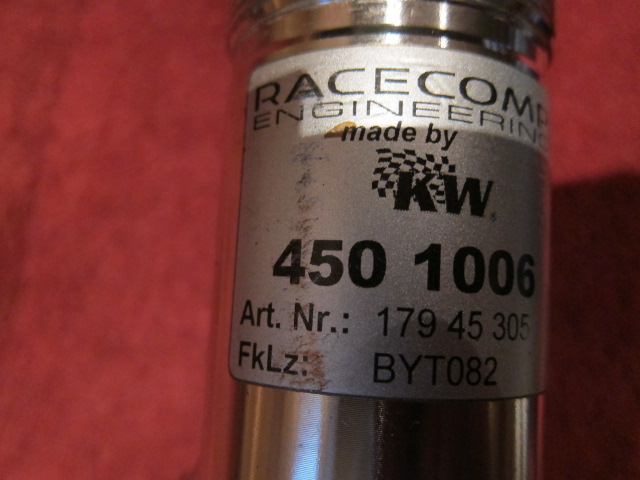 RACECOMP
ENGINEERING
made by
KW
450 1006
Art. Nr.: 179 45 305
FkLz: BYT082